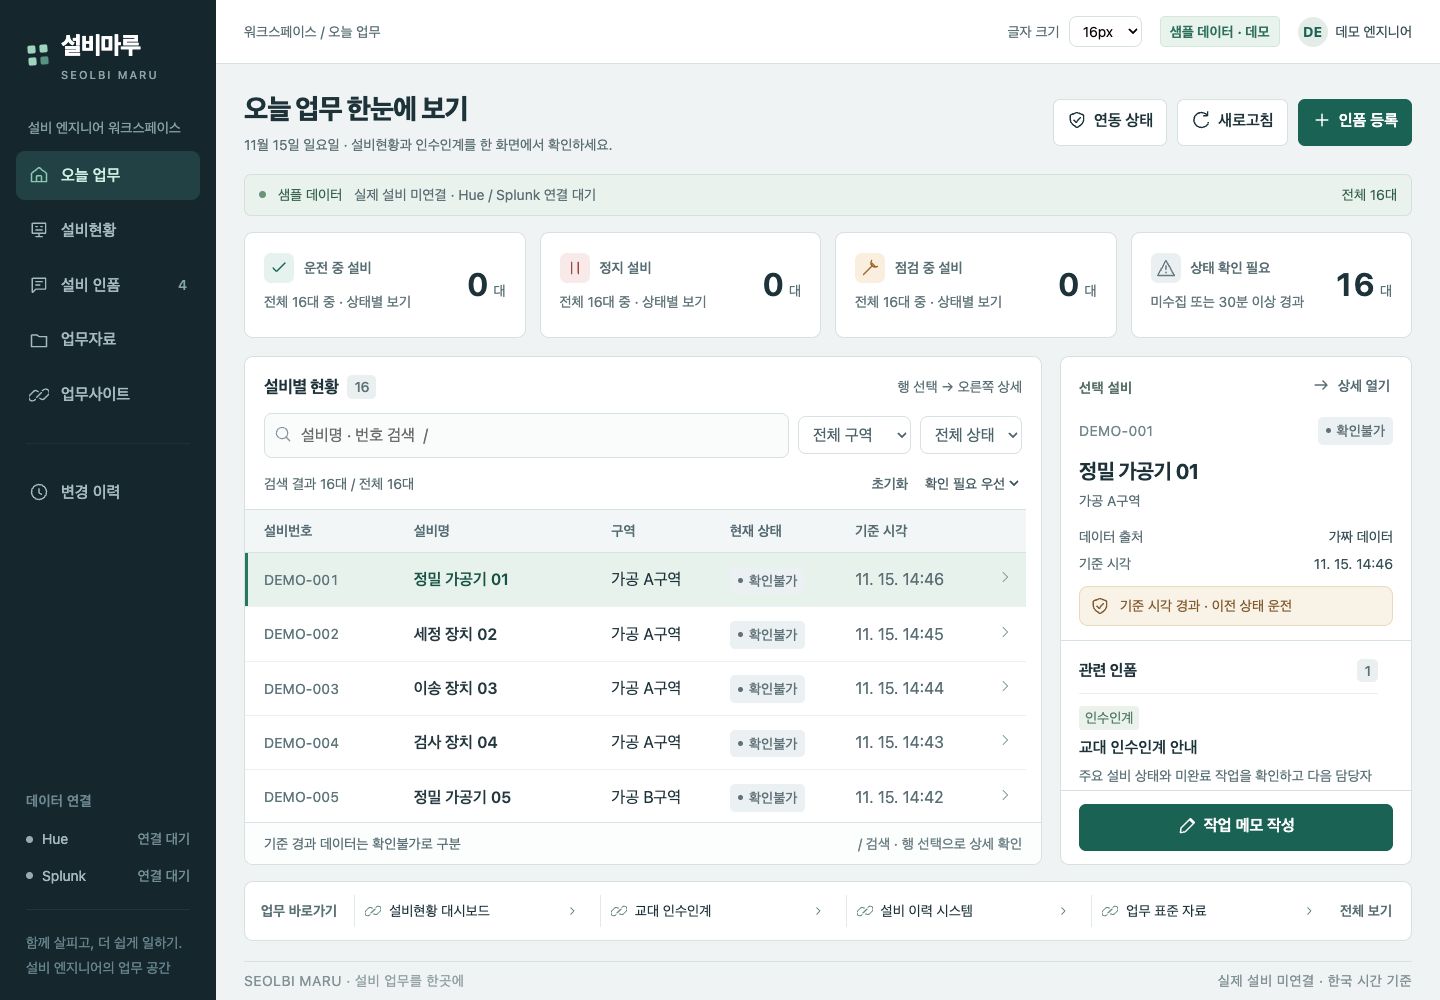 설비마루
SEOLBI MARU
설비 엔지니어 워크스페이스
오늘 업무
설비현황
설비 인폼 4
업무자료
업무사이트
변경 이력
데이터 연결
Hue 연결 대기
Splunk 연결 대기
함께 살피고, 더 쉽게 일하기.
설비 엔지니어의 업무 공간
워크스페이스 / 오늘 업무
글자 크기 16px 샘플 데이터 · 데모 DE 데모 엔지니어
오늘 업무 한눈에 보기
11월 15일 일요일 · 설비현황과 인수인계를 한 화면에서 확인하세요.
연동 상태 새로고침 인폼 등록
샘플 데이터 실제 설비 미연결 · Hue / Splunk 연결 대기 전체 16대
운전 중 설비
전체 16대 중 · 상태별 보기
0 대
정지 설비
전체 16대 중 · 상태별 보기
0 대
점검 중 설비
전체 16대 중 · 상태별 보기
0 대
상태 확인 필요
미수집 또는 30분 이상 경과
16 대
설비별 현황 16 행 선택 → 오른쪽 상세
설비명 · 번호 검색 / 전체 구역 전체 상태
검색 결과 16대 / 전체 16대 초기화 확인 필요 우선
설비번호 설비명 구역 현재 상태 기준 시각
DEMO-001 정밀 가공기 01 가공 A구역 확인불가 11. 15. 14:46
DEMO-002 세정 장치 02 가공 A구역 확인불가 11. 15. 14:45
DEMO-003 이송 장치 03 가공 A구역 확인불가 11. 15. 14:44
DEMO-004 검사 장치 04 가공 A구역 확인불가 11. 15. 14:43
DEMO-005 정밀 가공기 05 가공 B구역 확인불가 11. 15. 14:42
기준 경과 데이터는 확인불가로 구분 / 검색 · 행 선택으로 상세 확인
선택 설비 → 상세 열기
DEMO-001 확인불가
정밀 가공기 01
가공 A구역
데이터 출처 가짜 데이터
기준 시각 11. 15. 14:46
기준 시각 경과 · 이전 상태 운전
관련 인폼 1
인수인계
교대 인수인계 안내
주요 설비 상태와 미완료 작업을 확인하고 다음 담당자
작업 메모 작성
업무 바로가기 설비현황 대시보드 교대 인수인계 설비 이력 시스템 업무 표준 자료 전체 보기
SEOLBI MARU · 설비 업무를 한곳에 실제 설비 미연결 · 한국 시간 기준